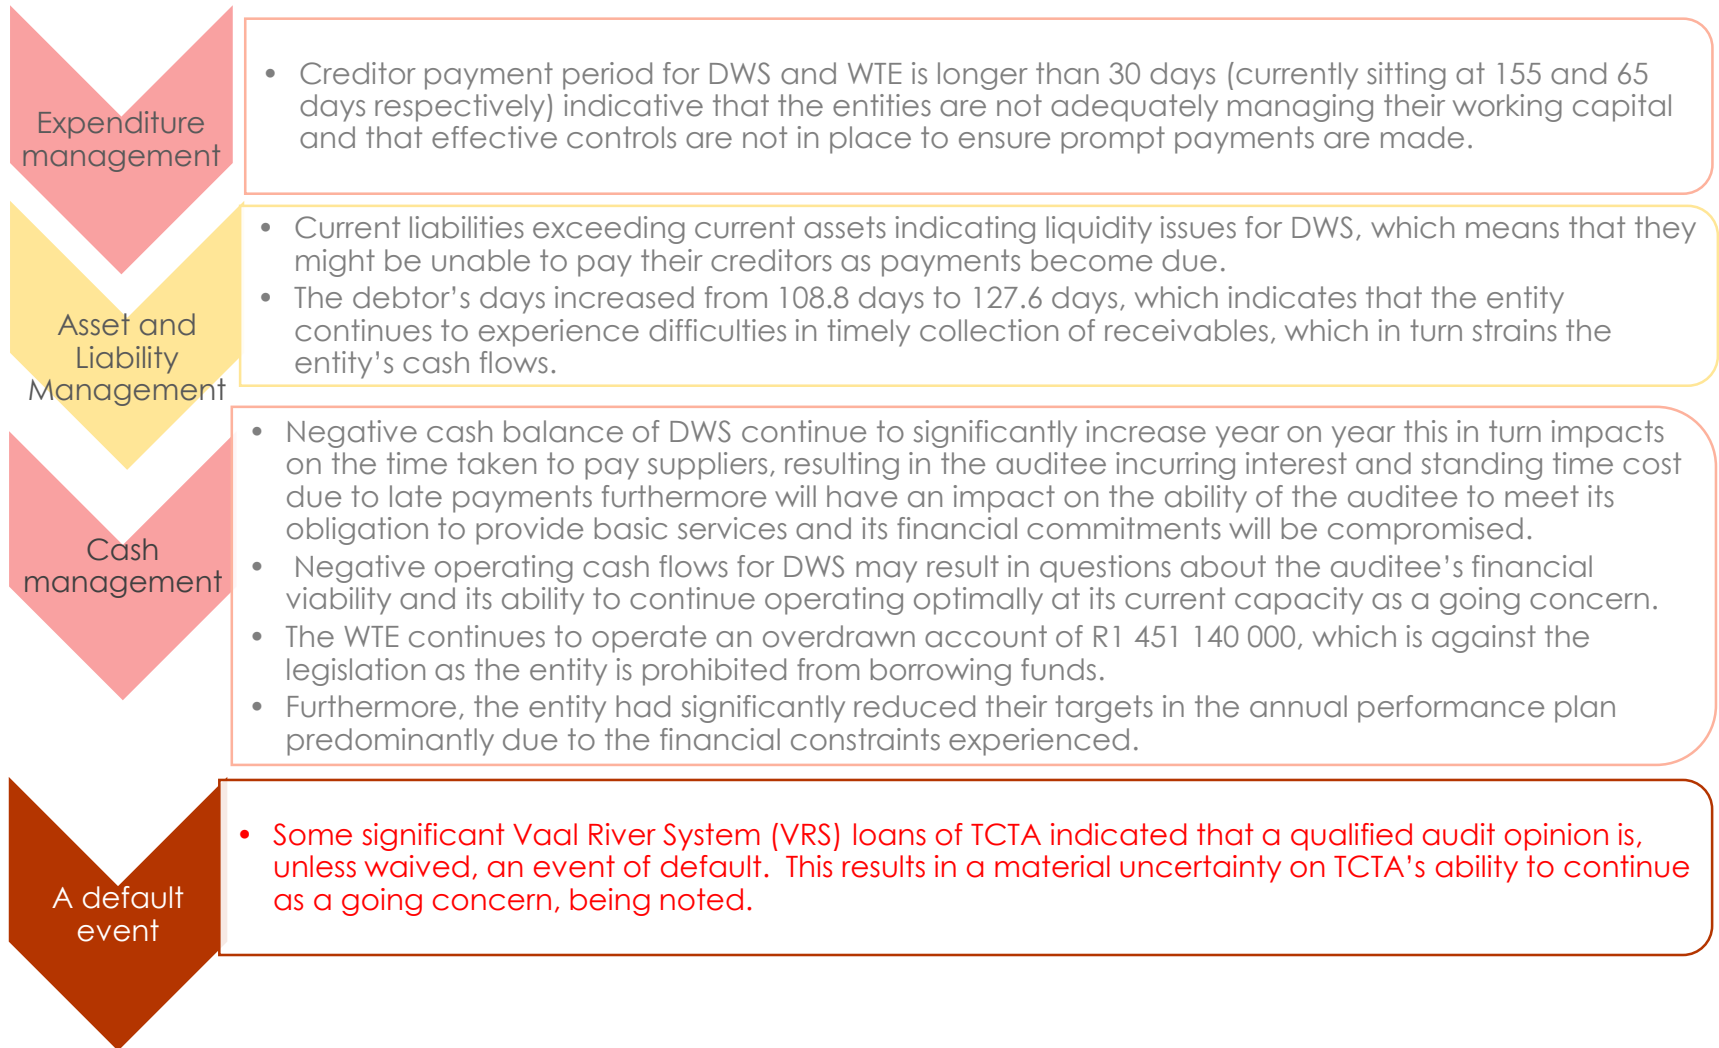 Expenditure
management
• Creditor payment period for DWS and WTE is longer than 30 days (currently sitting at 155 and 65
days respectively) indicative that the entities are not adequately managing their working capital
and that effective controls are not in place to ensure prompt payments are made.
Asset and
Liability
Management
• Current liabilities exceeding current assets indicating liquidity issues for DWS, which means that they
might be unable to pay their creditors as payments become due.
• The debtor’s days increased from 108.8 days to 127.6 days, which indicates that the entity
continues to experience difficulties in timely collection of receivables, which in turn strains the
entity’s cash flows.
Cash
management
• Negative cash balance of DWS continue to significantly increase year on year this in turn impacts
on the time taken to pay suppliers, resulting in the auditee incurring interest and standing time cost
due to late payments furthermore will have an impact on the ability of the auditee to meet its
obligation to provide basic services and its financial commitments will be compromised.
• Negative operating cash flows for DWS may result in questions about the auditee’s financial
viability and its ability to continue operating optimally at its current capacity as a going concern.
• The WTE continues to operate an overdrawn account of R1 451 140 000, which is against the
legislation as the entity is prohibited from borrowing funds.
• Furthermore, the entity had significantly reduced their targets in the annual performance plan
predominantly due to the financial constraints experienced.
A default
event
• Some significant Vaal River System (VRS) loans of TCTA indicated that a qualified audit opinion is,
unless waived, an event of default.  This results in a material uncertainty on TCTA’s ability to continue
as a going concern, being noted.